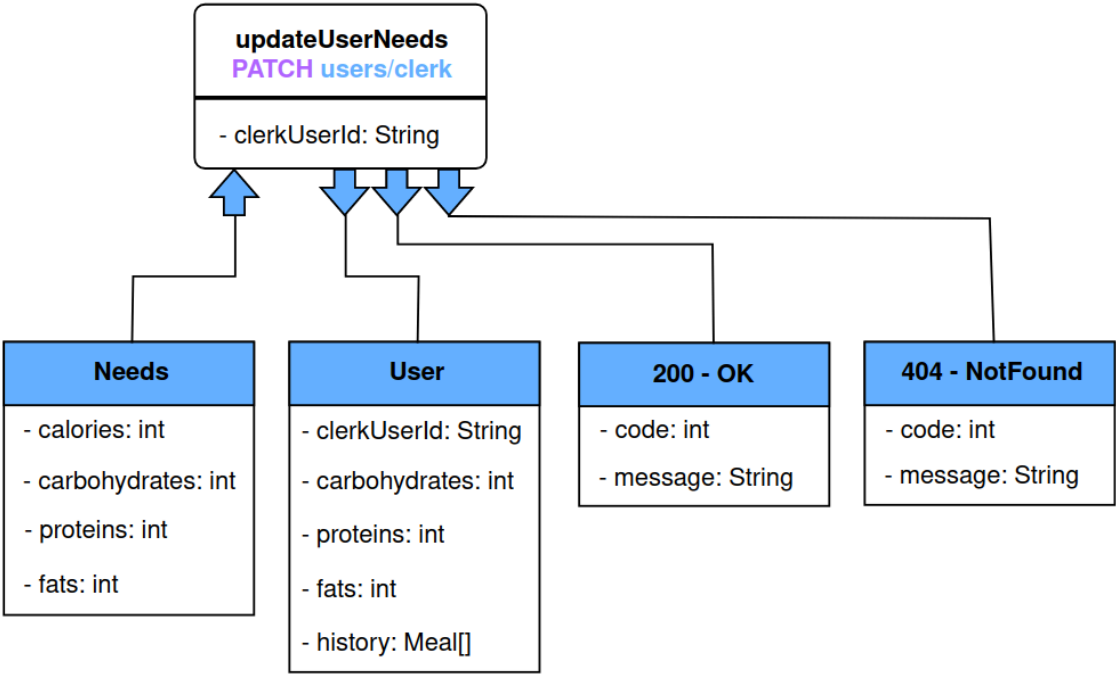 updateUserNeeds
PATCH users/clerk
- clerkUserId: String
Needs
- calories: int
- carbohydrates: int
- proteins: int
- fats: int
User
- clerkUserId: String
- carbohydrates: int
- proteins: int
- fats: int
- history: Meal[]
200 - OK
- code: int
- message: String
404 - NotFound
- code: int
- message: String